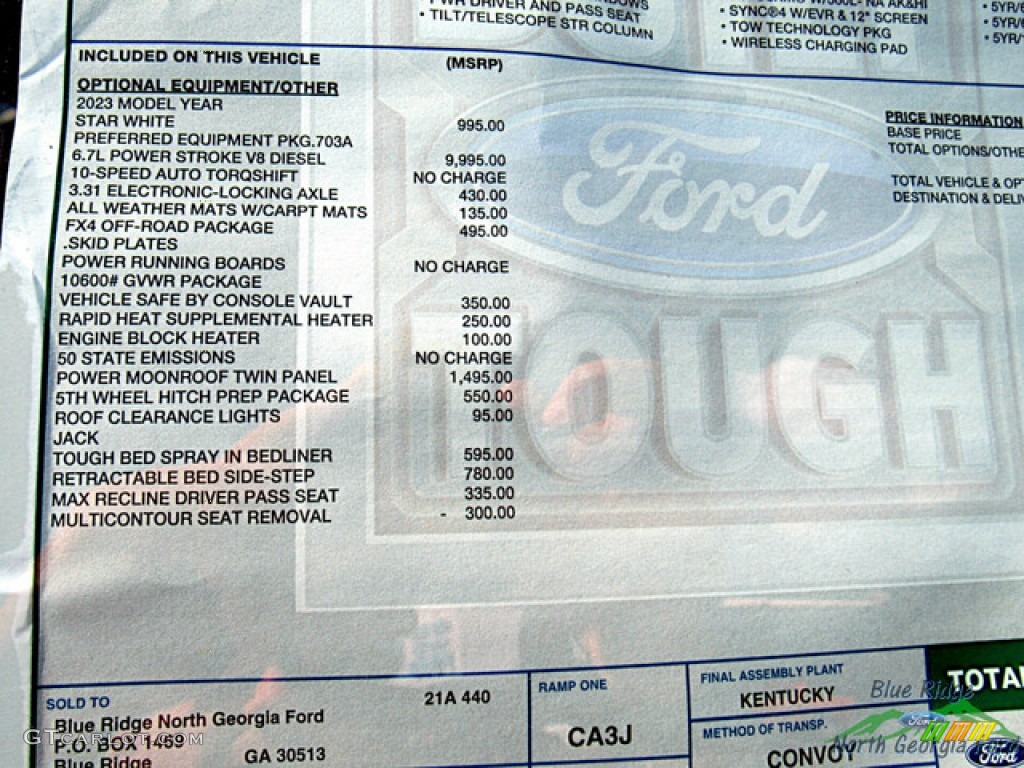 PWR DRIVER AND PASS SEAT
• TILT/TELESCOPE STR COLUMN
• SYNC®4 W/EVR & 12" SCREEN
• TOW TECHNOLOGY PKG
• WIRELESS CHARGING PAD
• 5YR/
• 5YR/
• 5YR/
INCLUDED ON THIS VEHICLE (MSRP)
OPTIONAL EQUIPMENT/OTHER
2023 MODEL YEAR
STAR WHITE 995.00
PREFERRED EQUIPMENT PKG.703A
6.7L POWER STROKE V8 DIESEL 9,995.00
10-SPEED AUTO TORQSHIFT NO CHARGE
3.31 ELECTRONIC-LOCKING AXLE 430.00
ALL WEATHER MATS W/CARPT MATS 135.00
FX4 OFF-ROAD PACKAGE 495.00
.SKID PLATES
POWER RUNNING BOARDS NO CHARGE
10600# GVWR PACKAGE
VEHICLE SAFE BY CONSOLE VAULT 350.00
RAPID HEAT SUPPLEMENTAL HEATER 250.00
ENGINE BLOCK HEATER 100.00
50 STATE EMISSIONS NO CHARGE
POWER MOONROOF TWIN PANEL 1,495.00
5TH WHEEL HITCH PREP PACKAGE 550.00
ROOF CLEARANCE LIGHTS 95.00
JACK
TOUGH BED SPRAY IN BEDLINER 595.00
RETRACTABLE BED SIDE-STEP 780.00
MAX RECLINE DRIVER PASS SEAT 335.00
MULTICONTOUR SEAT REMOVAL - 300.00
PRICE INFORMATION
BASE PRICE
TOTAL OPTIONS/OTHE
TOTAL VEHICLE & OPT
DESTINATION & DELIV
Ford
TOUGH
SOLD TO 21A 440
Blue Ridge North Georgia Ford
P.O. BOX 1469
Blue Ridge GA 30513
RAMP ONE
CA3J
FINAL ASSEMBLY PLANT
KENTUCKY
METHOD OF TRANSP.
CONVOY
TOTA
Ford
GTcarlot.com
Blue Ridge
Ford
North Georgia